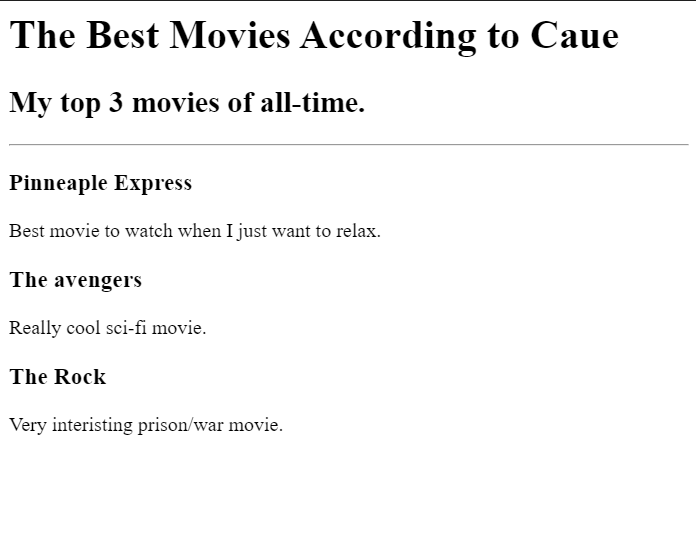 The Best Movies According to Caue
My top 3 movies of all-time.
Pinneaple Express
Best movie to watch when I just want to relax.
The avengers
Really cool sci-fi movie.
The Rock
Very interisting prison/war movie.